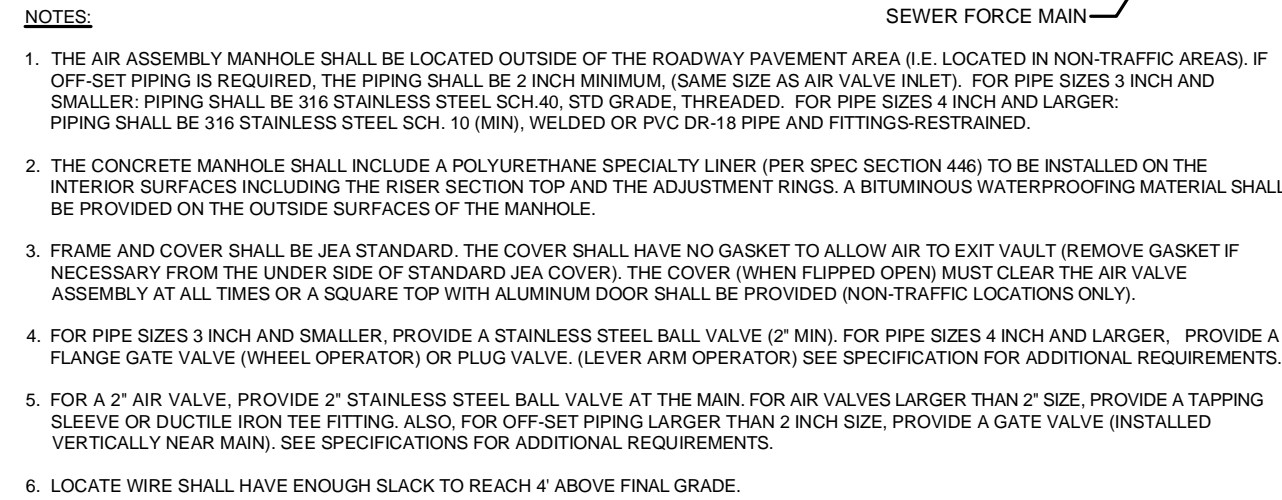 NOTES:
SEWER FORCE MAIN
1. THE AIR ASSEMBLY MANHOLE SHALL BE LOCATED OUTSIDE OF THE ROADWAY PAVEMENT AREA (I.E. LOCATED IN NON-TRAFFIC AREAS). IF
OFF-SET PIPING IS REQUIRED, THE PIPING SHALL BE 2 INCH MINIMUM, (SAME SIZE AS AIR VALVE INLET). FOR PIPE SIZES 3 INCH AND
SMALLER: PIPING SHALL BE 316 STAINLESS STEEL SCH.40, STD GRADE, THREADED. FOR PIPE SIZES 4 INCH AND LARGER:
PIPING SHALL BE 316 STAINLESS STEEL SCH. 10 (MIN), WELDED OR PVC DR-18 PIPE AND FITTINGS-RESTRAINED.
2. THE CONCRETE MANHOLE SHALL INCLUDE A POLYURETHANE SPECIALTY LINER (PER SPEC SECTION 446) TO BE INSTALLED ON THE
INTERIOR SURFACES INCLUDING THE RISER SECTION TOP AND THE ADJUSTMENT RINGS. A BITUMINOUS WATERPROOFING MATERIAL SHALL
BE PROVIDED ON THE OUTSIDE SURFACES OF THE MANHOLE.
3. FRAME AND COVER SHALL BE JEA STANDARD. THE COVER SHALL HAVE NO GASKET TO ALLOW AIR TO EXIT VAULT (REMOVE GASKET IF
NECESSARY FROM THE UNDER SIDE OF STANDARD JEA COVER). THE COVER (WHEN FLIPPED OPEN) MUST CLEAR THE AIR VALVE
ASSEMBLY AT ALL TIMES OR A SQUARE TOP WITH ALUMINUM DOOR SHALL BE PROVIDED (NON-TRAFFIC LOCATIONS ONLY).
4. FOR PIPE SIZES 3 INCH AND SMALLER, PROVIDE A STAINLESS STEEL BALL VALVE (2" MIN). FOR PIPE SIZES 4 INCH AND LARGER, PROVIDE A
FLANGE GATE VALVE (WHEEL OPERATOR) OR PLUG VALVE. (LEVER ARM OPERATOR) SEE SPECIFICATION FOR ADDITIONAL REQUIREMENTS.
5. FOR A 2" AIR VALVE, PROVIDE 2" STAINLESS STEEL BALL VALVE AT THE MAIN. FOR AIR VALVES LARGER THAN 2" SIZE, PROVIDE A TAPPING
SLEEVE OR DUCTILE IRON TEE FITTING. ALSO, FOR OFF-SET PIPING LARGER THAN 2 INCH SIZE, PROVIDE A GATE VALVE (INSTALLED
VERTICALLY NEAR MAIN). SEE SPECIFICATIONS FOR ADDITIONAL REQUIREMENTS.
6. LOCATE WIRE SHALL HAVE ENOUGH SLACK TO REACH 4' ABOVE FINAL GRADE.